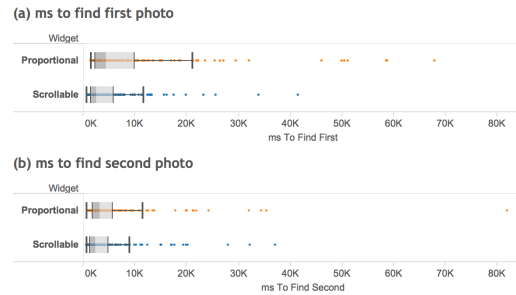 (a) ms to find first photo
Widget
Proportional
Scrollable
0K 10K 20K 30K 40K 50K 60K 70K 80K
ms To Find First
(b) ms to find second photo
Widget
Proportional
Scrollable
0K 10K 20K 30K 40K 50K 60K 70K 80K
ms To Find Second